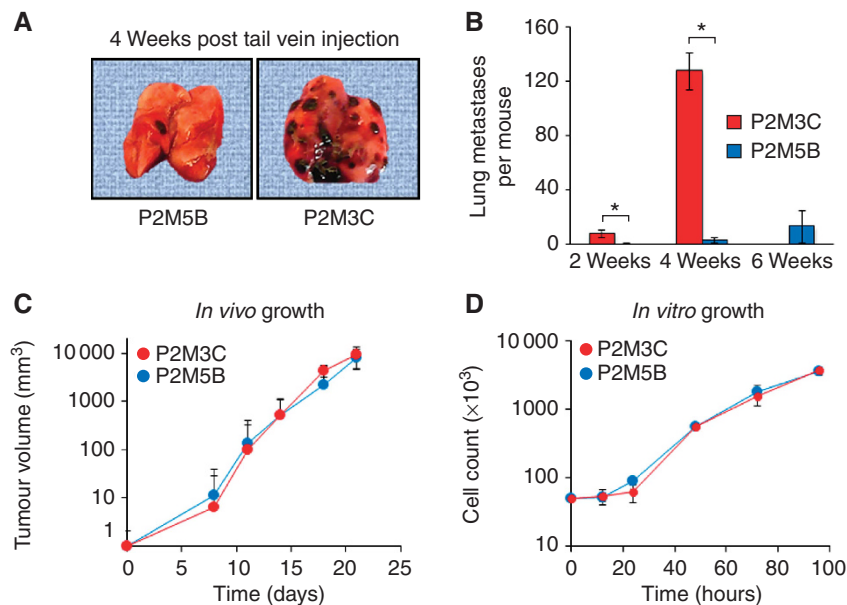 A
4 Weeks post tail vein injection
P2M5B
P2M3C
B
Lung metastases
per mouse
160
120
80
40
0
*
*
P2M3C
P2M5B
2 Weeks 4 Weeks 6 Weeks
C
In vivo growth
Tumour volume (mm³)
10 000
1000
100
10
1
P2M3C
P2M5B
0 5 10 15 20 25
Time (days)
D
In vitro growth
Cell count (×10³)
10 000
1000
100
10
P2M3C
P2M5B
0 20 40 60 80 100
Time (hours)